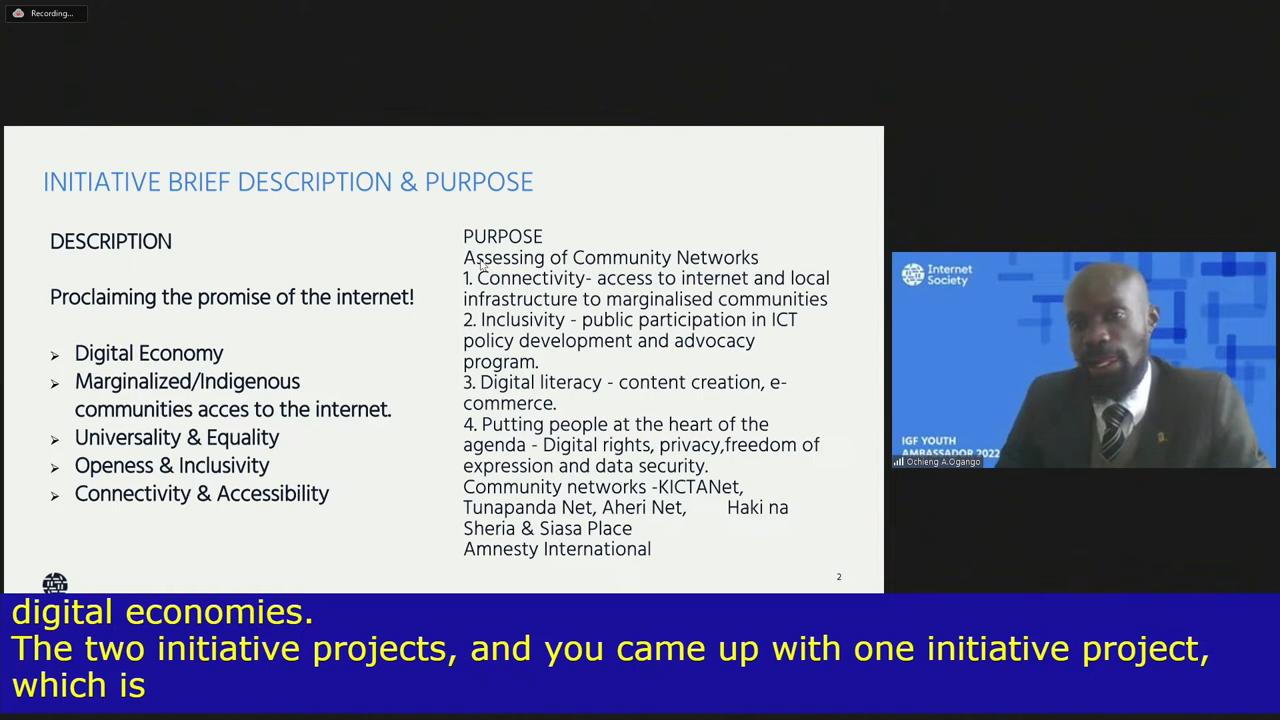 Recording...
INITIATIVE BRIEF DESCRIPTION & PURPOSE
DESCRIPTION
Proclaiming the promise of the internet!
Digital Economy
Marginalized/Indigenous
communities acces to the internet.
Universality & Equality
Openess & Inclusivity
Connectivity & Accessibility
PURPOSE
Assessing of Community Networks
1. Connectivity- access to internet and local
infrastructure to marginalised communities
2. Inclusivity - public participation in ICT
policy development and advocacy
program.
3. Digital literacy - content creation, e-
commerce.
4. Putting people at the heart of the
agenda - Digital rights, privacy,freedom of
expression and data security.
Community networks -KICTANet,
Tunapanda Net, Aheri Net, Haki na
Sheria & Siasa Place
Amnesty International
2
Internet
Society
IGF YOUTH
AMBASSADOR 2022
Ochieng A.Ogango
digital economies.
The two initiative projects, and you came up with one initiative project,
which is